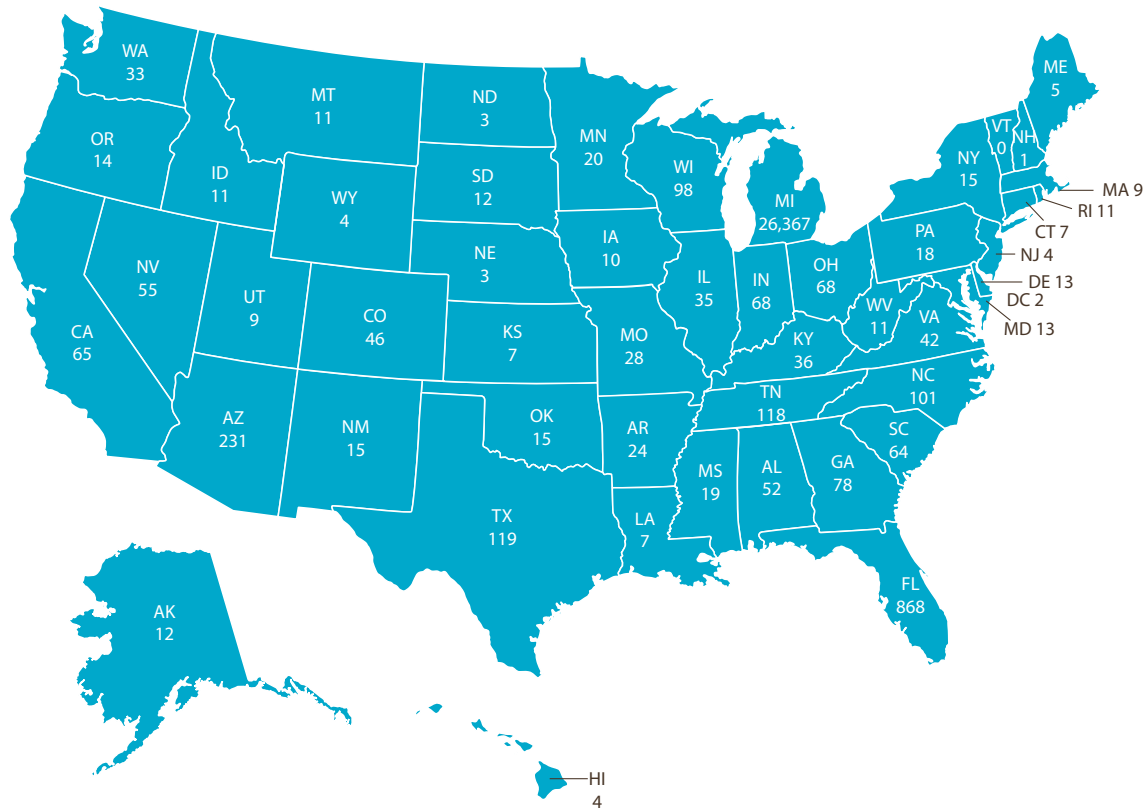 WA
33
OR
14
CA
65
NV
55
ID
11
MT
11
WY
4
UT
9
AZ
231
CO
46
NM
15
ND
3
SD
12
NE
3
KS
7
OK
15
TX
119
MN
20
IA
10
MO
28
AR
24
LA
7
WI
98
IL
35
MI
26,367
IN
68
OH
68
KY
36
TN
118
MS
19
AL
52
GA
78
FL
868
SC
64
NC
101
VA
42
WV
11
PA
18
NY
15
VT
0
NH
1
ME
5
MA 9
RI 11
CT 7
NJ 4
DE 13
DC 2
MD 13
AK
12
HI
4